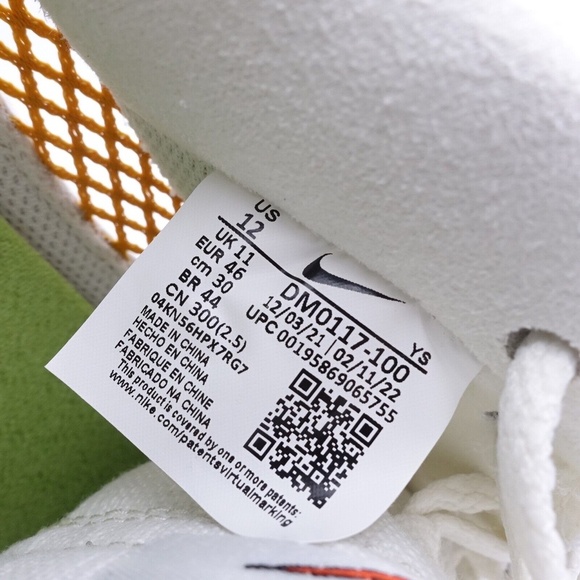 US
12
UK 11
EUR 46
cm 30
BR 44
CN 300(2.5)
04KN56HPX7RG7
MADE IN CHINA
HECHO EN CHINA
FABRIQUE EN CHINE
FABRICADO NA CHINA
This product is covered by one or more patents:
www.nike.com/patentsvirtualmarking
DM0117-100 YS
12/03/21 | 02/11/22
UPC 00195869065755